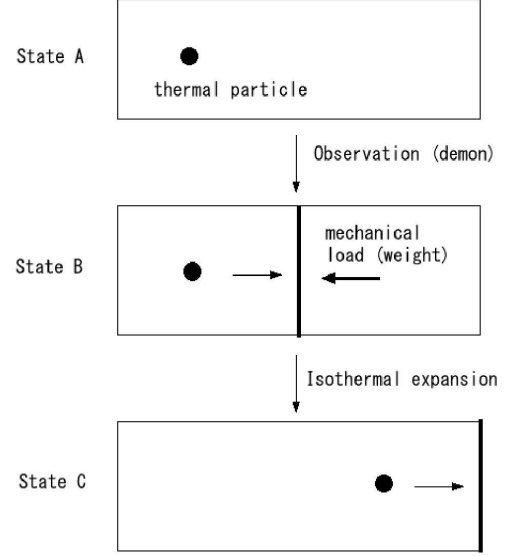 State A
thermal particle
Observation (demon)
State B
mechanical
load (weight)
Isothermal expansion
State C